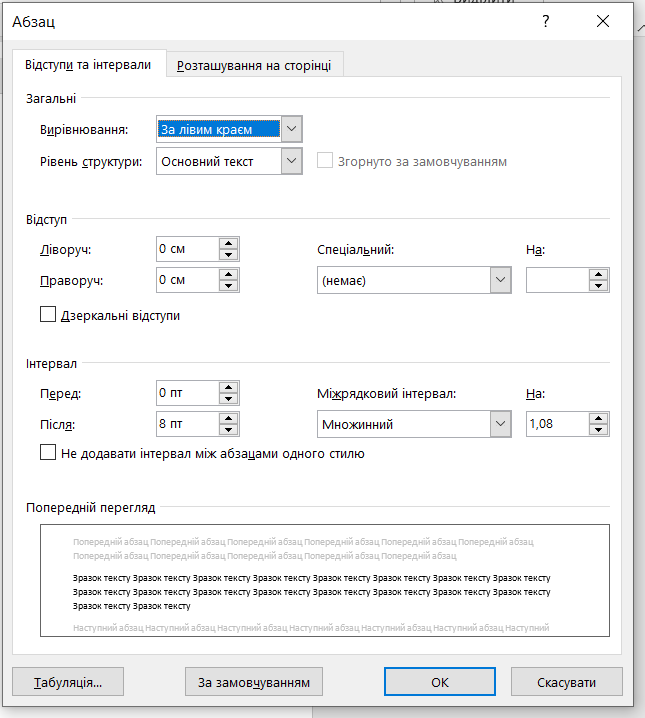 Абзац ?
Відступи та інтервали Розташування на сторінці
Загальні
Вирівнювання: За лівим краєм
Рівень структури: Основний текст Згорнуто за замовчуванням
Відступ
Ліворуч: 0 см Спеціальний: На:
Праворуч: 0 см (немає)
Дзеркальні відступи
Інтервал
Перед: 0 пт Міжрядковий інтервал: На:
Після: 8 пт Множинний 1,08
Не додавати інтервал між абзацами одного стилю
Попередній перегляд
Попередній абзац Попередній абзац Попередній абзац Попередній абзац Попередній абзац Попередній абзац
Попередній абзац Попередній абзац Попередній абзац Попередній абзац Попередній абзац
Зразок тексту Зразок тексту Зразок тексту Зразок тексту Зразок тексту Зразок тексту Зразок тексту Зразок тексту
Зразок тексту Зразок тексту Зразок тексту Зразок тексту Зразок тексту Зразок тексту Зразок тексту Зразок тексту
Зразок тексту Зразок тексту
Наступний абзац Наступний абзац Наступний абзац Наступний абзац Наступний абзац Наступний абзац Наступний
Табуляція... За замовчуванням ОК Скасувати